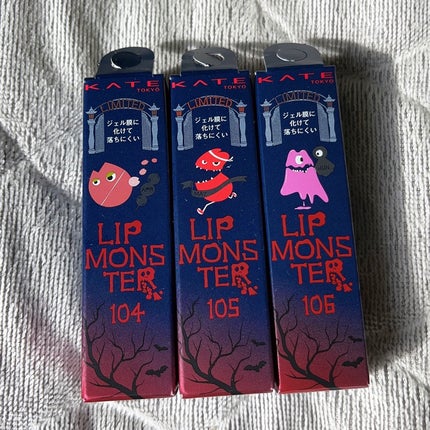 KATE
TOKYO
LIMITED
ジェル膜に
化けて
落ちにくい
LIP
MONS
TER
104
KATE
TOKYO
LIMITED
ジェル膜に
化けて
落ちにくい
LIP
MONS
TER
105
KATE
TOKYO
LIMITED
ジェル膜に
化けて
落ちにくい
LIP
MONS
TER
106